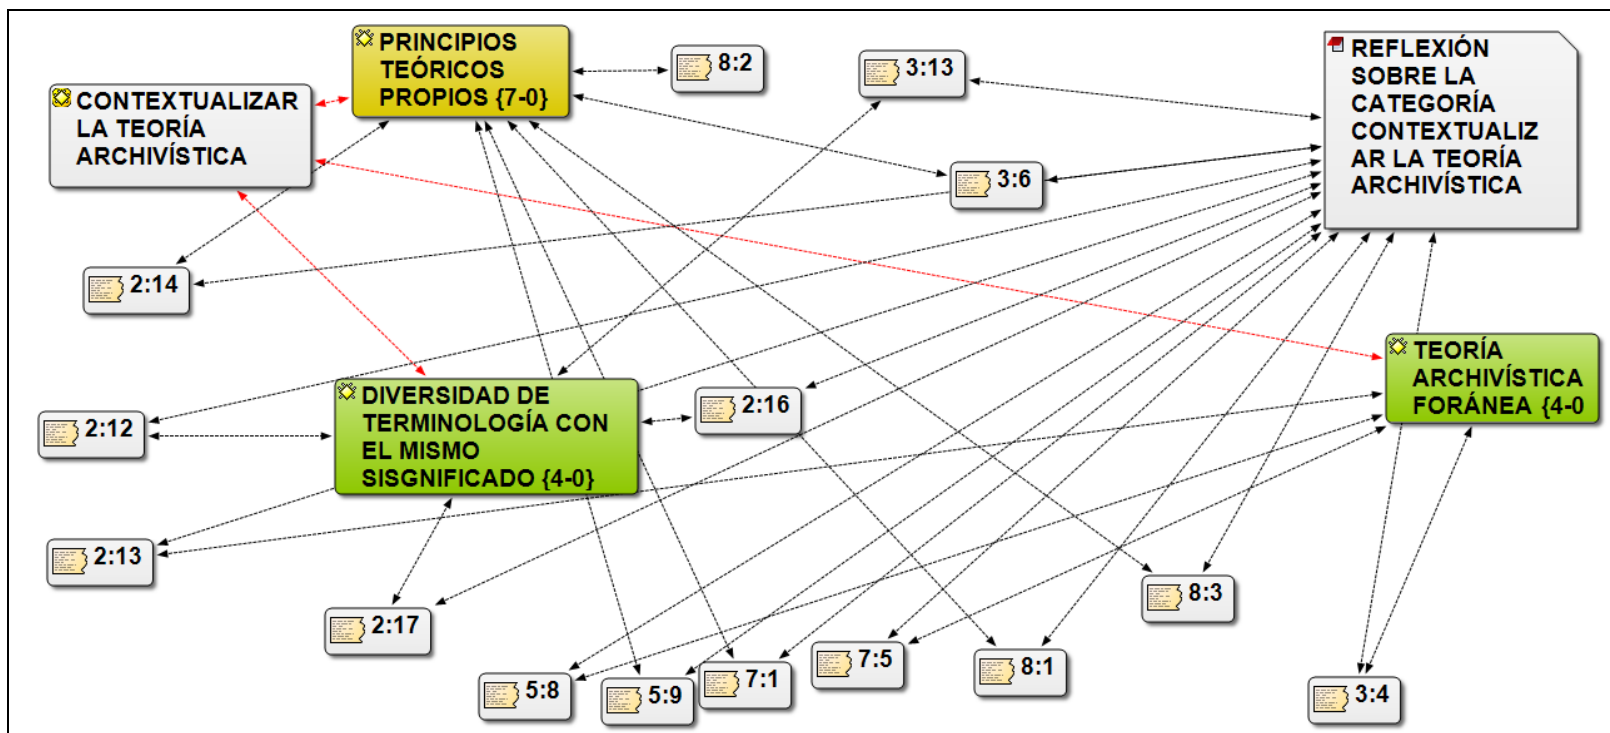 PRINCIPIOS
TEÓRICOS
PROPIOS {7-0}
8:2
3:13
REFLEXIÓN
SOBRE LA
CATEGORÍA
CONTEXTUALIZ
AR LA TEORÍA
ARCHIVÍSTICA
CONTEXTUALIZAR
LA TEORÍA
ARCHIVÍSTICA
3:6
2:14
TEORÍA
ARCHIVÍSTICA
FORÁNEA {4-0
DIVERSIDAD DE
TERMINOLOGÍA CON
EL MISMO
SISGNIFICADO {4-0}
2:16
2:12
2:13
8:3
2:17
7:5
8:1
7:1
5:8
5:9
3:4